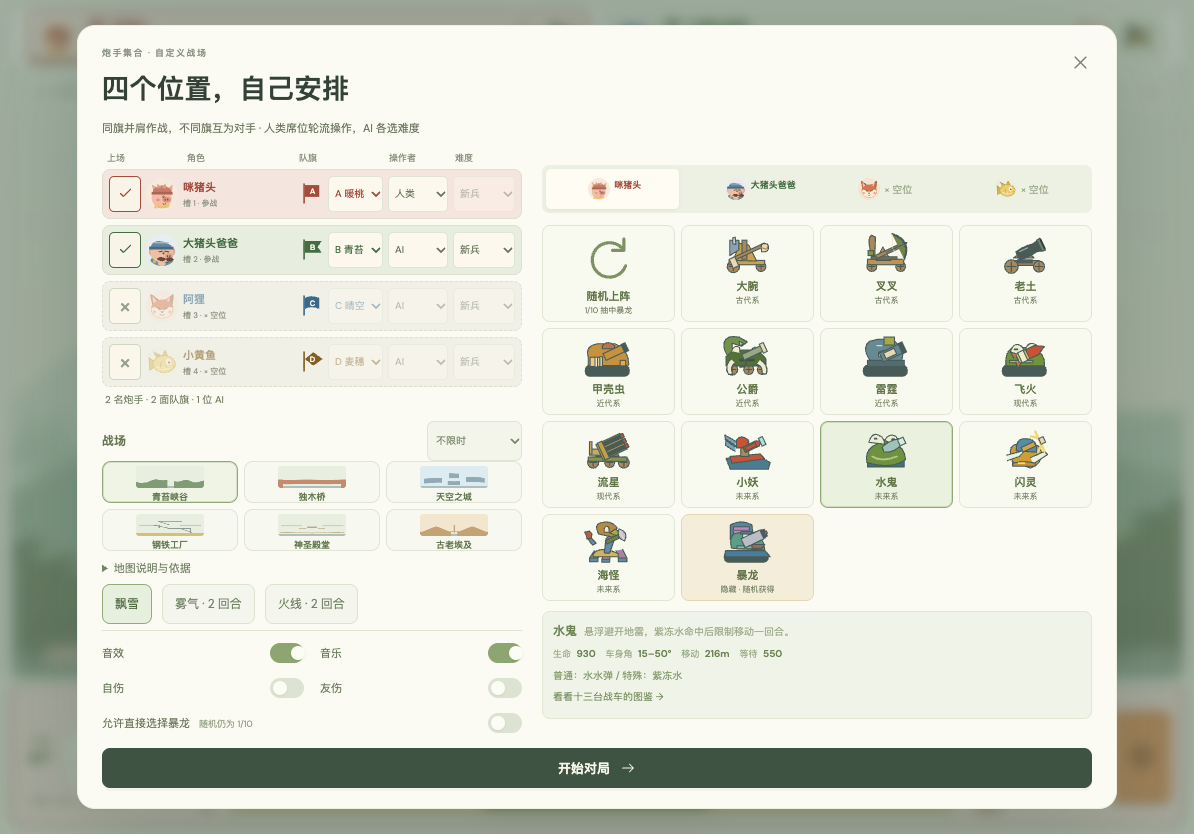 炮手集合 · 自定义战场
四个位置，自己安排
同旗并肩作战，不同旗互为对手 · 人类席位轮流操作，AI 各选难度
上场 角色 队旗 操作者 难度
咪猪头
槽 1 · 参战
A
A 暖桃
人类
新兵
大猪头爸爸
槽 2 · 参战
B
B 青苔
AI
新兵
阿狸
槽 3 · × 空位
C
C 晴空
AI
新兵
小黄鱼
槽 4 · × 空位
D
D 麦穗
AI
新兵
2 名炮手 · 2 面队旗 · 1 位 AI
战场
不限时
青苔峡谷
独木桥
天空之城
钢铁工厂
神圣殿堂
古老埃及
地图说明与依据
飘雪
雾气 · 2 回合
火线 · 2 回合
音效
音乐
自伤
友伤
允许直接选择暴龙 随机仍为 1/10
咪猪头
大猪头爸爸
× 空位
× 空位
随机上阵
1/10 抽中暴龙
大腕
古代系
叉叉
古代系
老土
古代系
甲壳虫
近代系
公爵
近代系
雷霆
近代系
飞火
现代系
流星
现代系
小妖
未来系
水鬼
未来系
闪灵
未来系
海怪
未来系
暴龙
隐藏 · 随机获得
水鬼 悬浮避开地雷，紫冻水命中后限制移动一回合。
生命 930 车身角 15–50° 移动 216m 等待 550
普通：水水弹 / 特殊：紫冻水
看看十三台战车的图鉴 →
开始对局 →